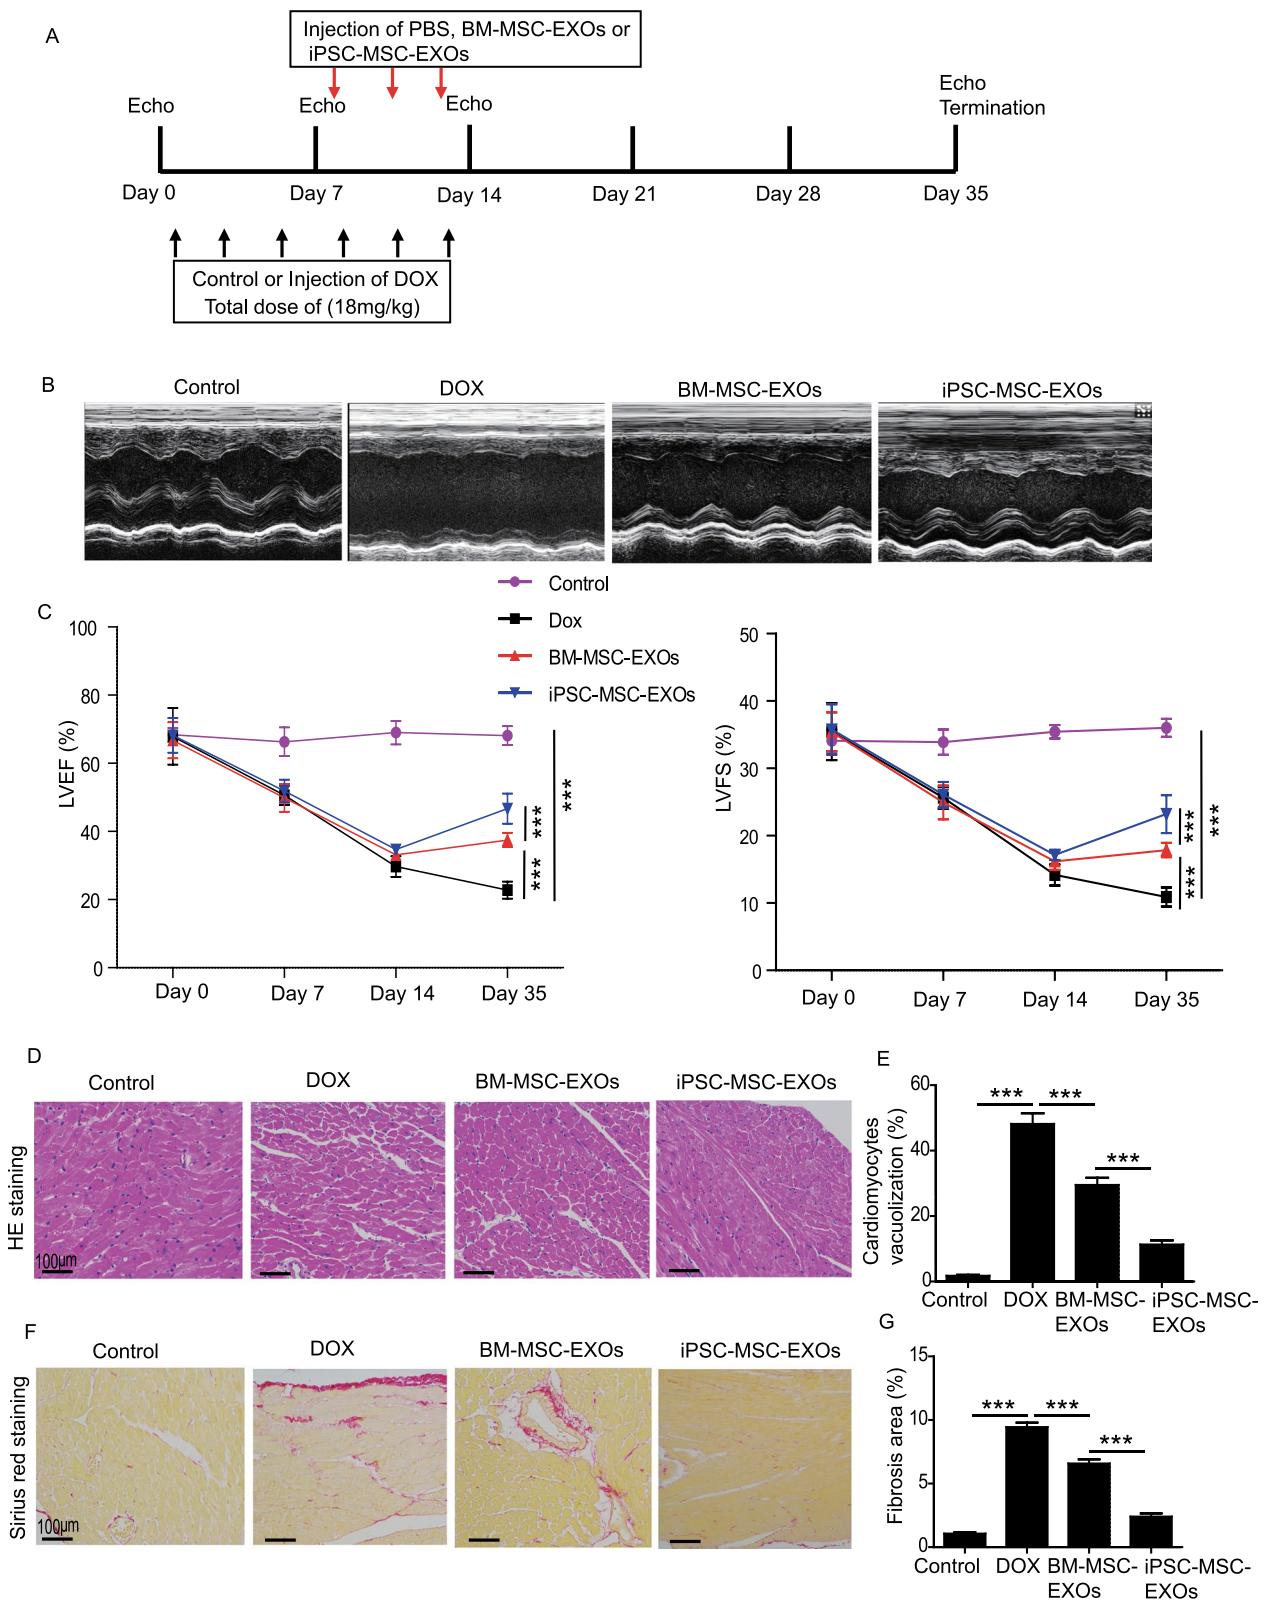 A
Injection of PBS, BM-MSC-EXOs or
iPSC-MSC-EXOs
Echo
Echo
Echo
Echo
Termination
Day 0
Day 7
Day 14
Day 21
Day 28
Day 35
Control or Injection of DOX
Total dose of (18mg/kg)
B
Control
DOX
BM-MSC-EXOs
iPSC-MSC-EXOs
C
Control
Dox
BM-MSC-EXOs
iPSC-MSC-EXOs
LVEF (%)
100
80
60
40
20
0
Day 0
Day 7
Day 14
Day 35
***
***
***
LVFS (%)
50
40
30
20
10
0
Day 0
Day 7
Day 14
Day 35
***
***
***
D
HE staining
Control
DOX
BM-MSC-EXOs
iPSC-MSC-EXOs
100μm
E
Cardiomyocytes
vacuolization (%)
60
40
20
0
***
***
***
Control
DOX
BM-MSC-
EXOs
iPSC-MSC-
EXOs
F
Sirius red staining
Control
DOX
BM-MSC-EXOs
iPSC-MSC-EXOs
100μm
G
Fibrosis area (%)
15
10
5
0
***
***
***
Control
DOX
BM-MSC-
EXOs
iPSC-MSC-
EXOs